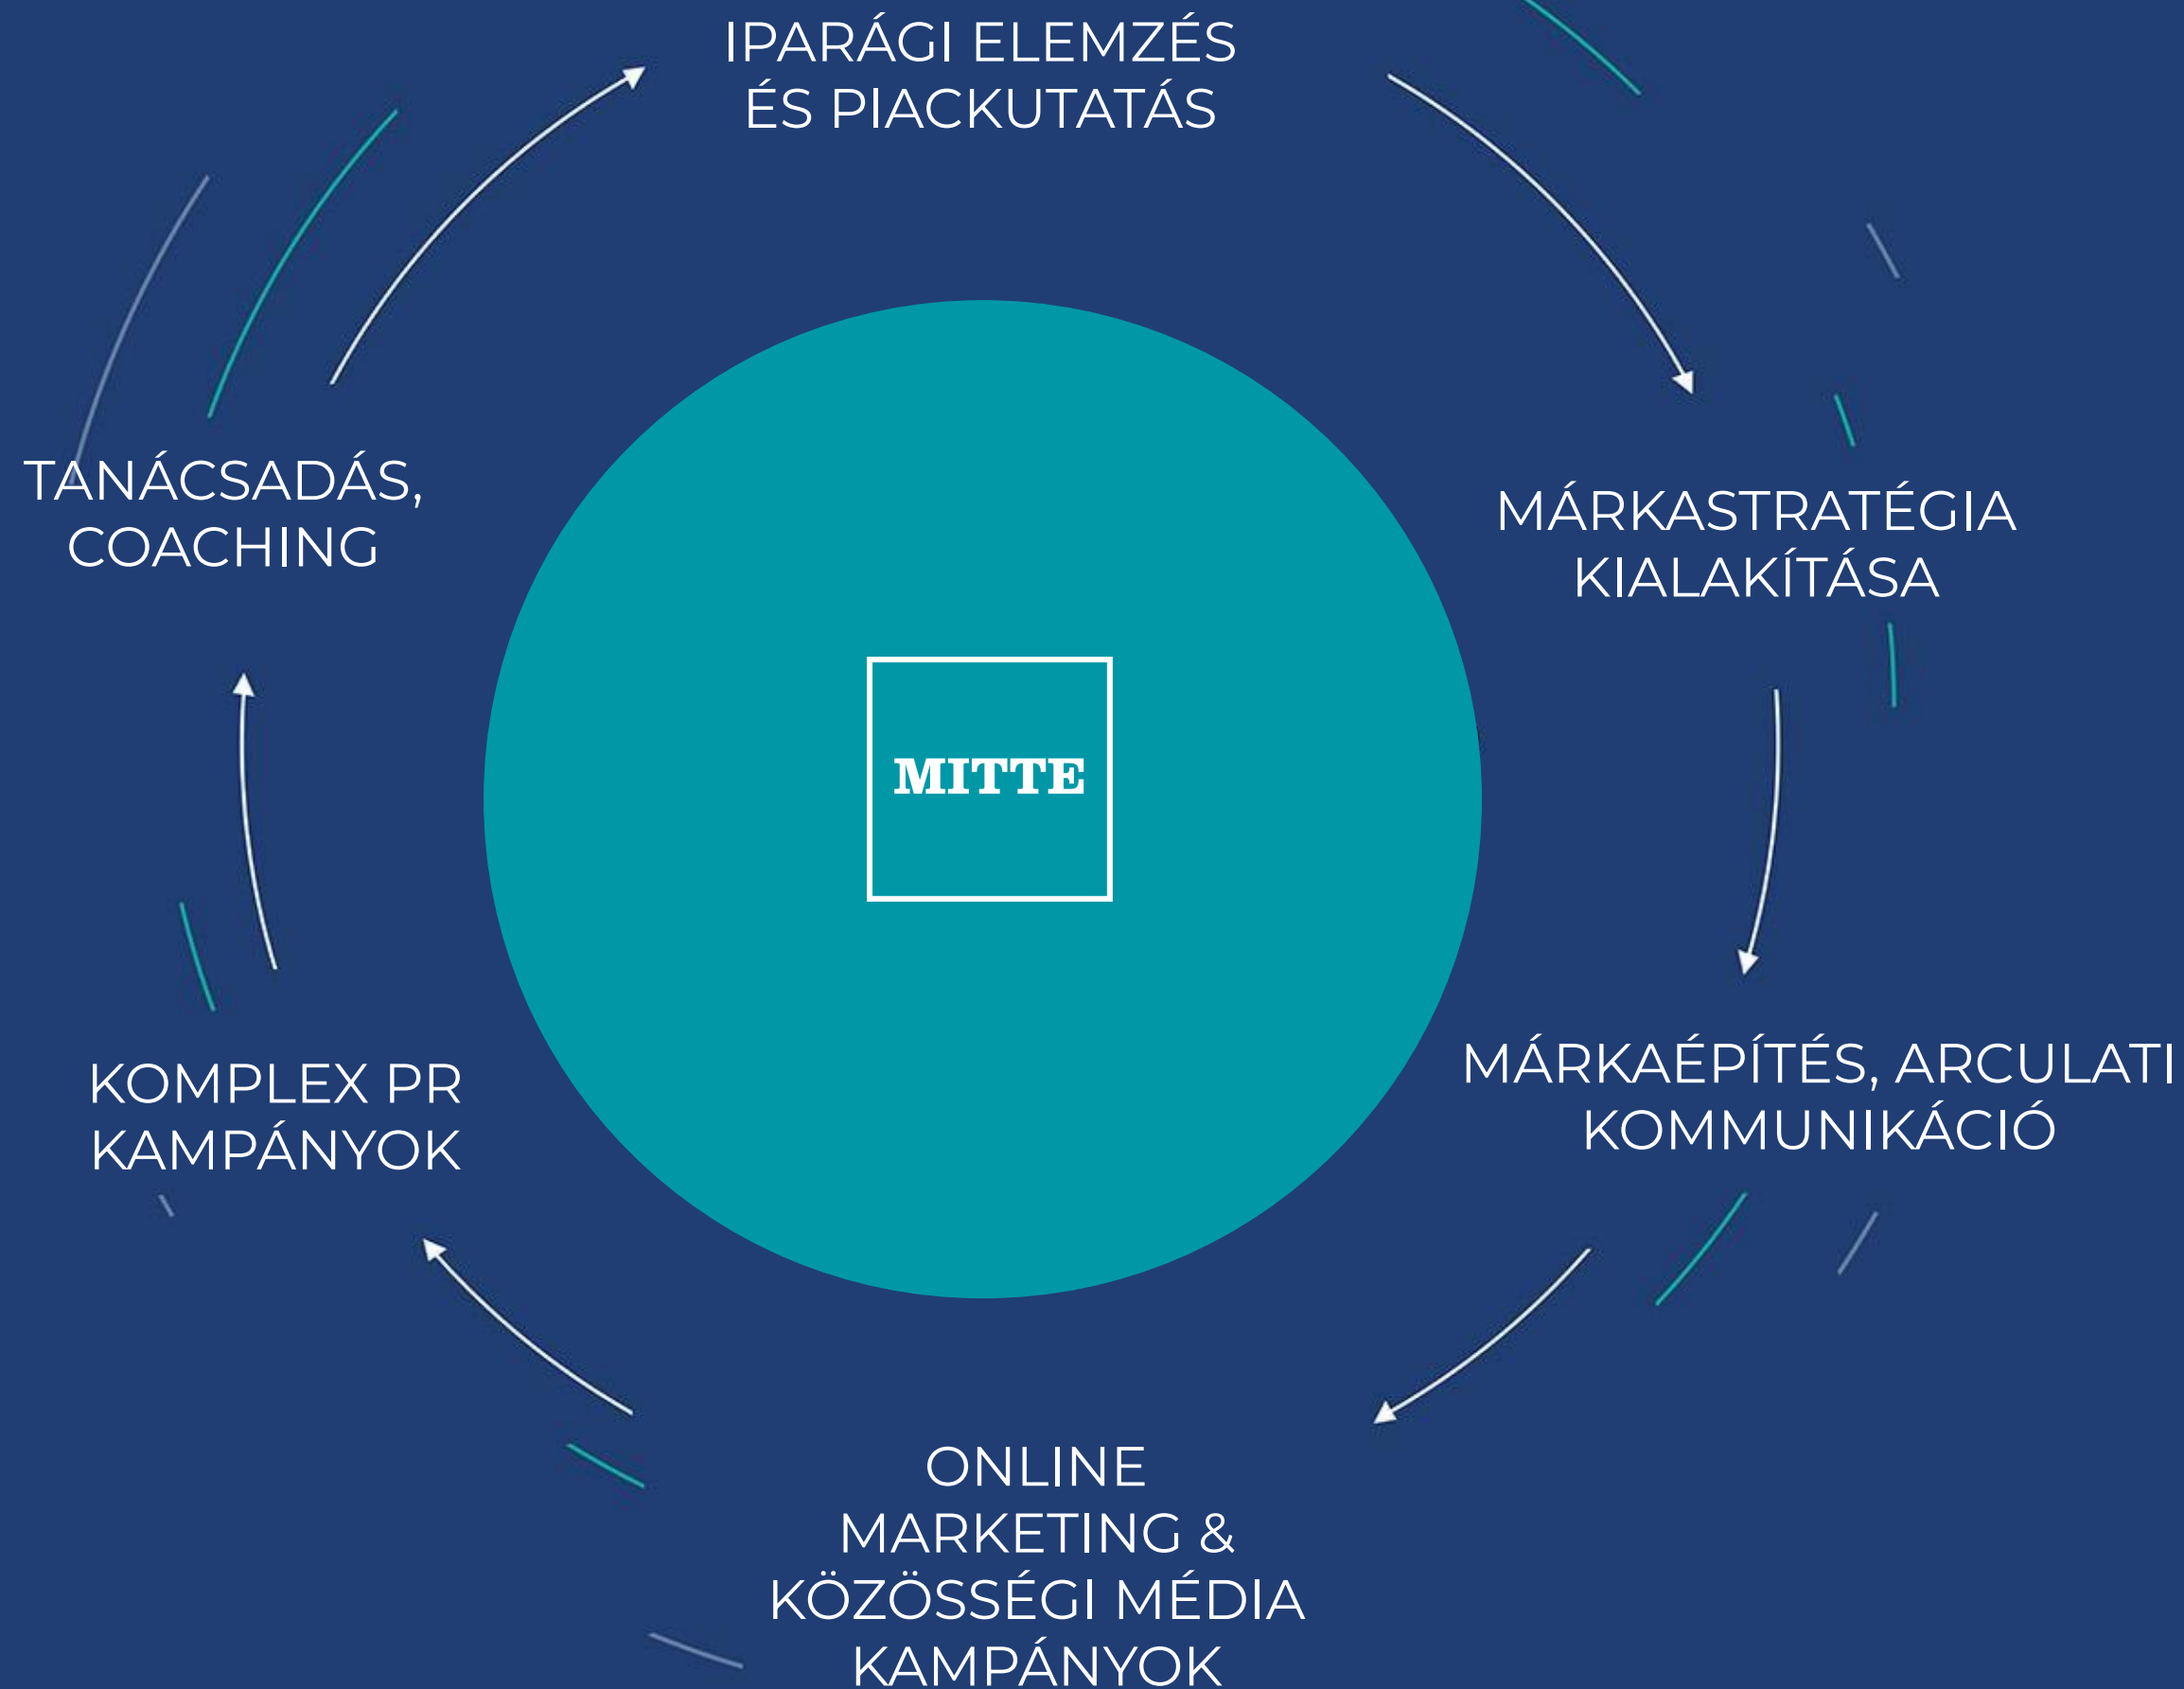 IPARÁGI ELEMZÉS
ÉS PIACKUTATÁS
TANÁCSADÁS,
COACHING
MÁRKASTRATÉGIA
KIALAKÍTÁSA
MITTE
KOMPLEX PR
KAMPÁNYOK
MÁRKAÉPÍTÉS, ARCULATI
KOMMUNIKÁCIÓ
ONLINE
MARKETING &
KÖZÖSSÉGI MÉDIA
KAMPÁNYOK